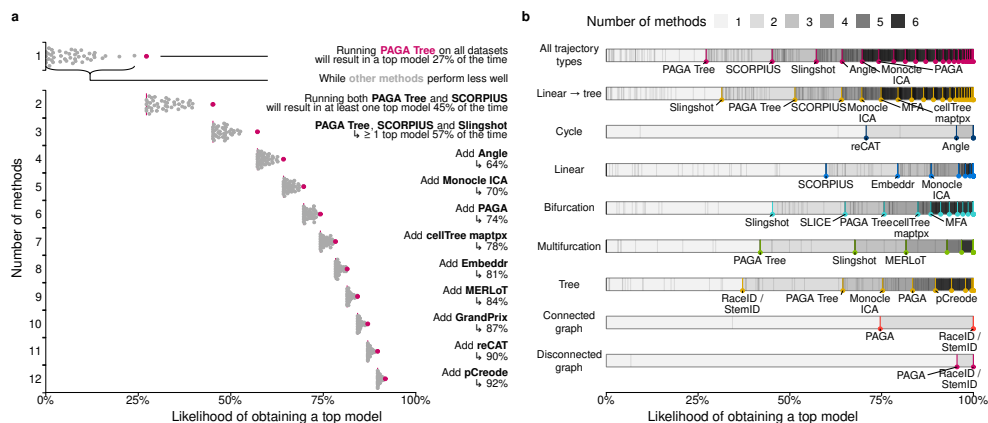 a
Number of methods
1
2
3
4
5
6
7
8
9
10
11
12
Running PAGA Tree on all datasets
will result in a top model 27% of the time
While other methods perform less well
Running both PAGA Tree and SCORPIUS
will result in at least one top model 45% of the time
PAGA Tree, SCORPIUS and Slingshot
↳ ≥ 1 top model 57% of the time
Add Angle
↳ 64%
Add Monocle ICA
↳ 70%
Add PAGA
↳ 74%
Add cellTree maptpx
↳ 78%
Add Embeddr
↳ 81%
Add MERLoT
↳ 84%
Add GrandPrix
↳ 87%
Add reCAT
↳ 90%
Add pCreode
↳ 92%
0% 25% 50% 75% 100%
Likelihood of obtaining a top model
b
Number of methods 1 2 3 4 5 6
All trajectory
types
PAGA Tree SCORPIUS Slingshot Angle Monocle
ICA PAGA
Linear → tree
Slingshot PAGA Tree SCORPIUS Monocle
ICA MFA cellTree
maptpx
Cycle
reCAT Angle
Linear
SCORPIUS Embeddr Monocle
ICA
Bifurcation
Slingshot SLICE PAGA Tree cellTree
maptpx MFA
Multifurcation
PAGA Tree Slingshot MERLoT
Tree
RaceID /
StemID PAGA Tree Monocle
ICA PAGA pCreode
Connected
graph
PAGA RaceID /
StemID
Disconnected
graph
PAGA RaceID /
StemID
0% 25% 50% 75% 100%
Likelihood of obtaining a top model